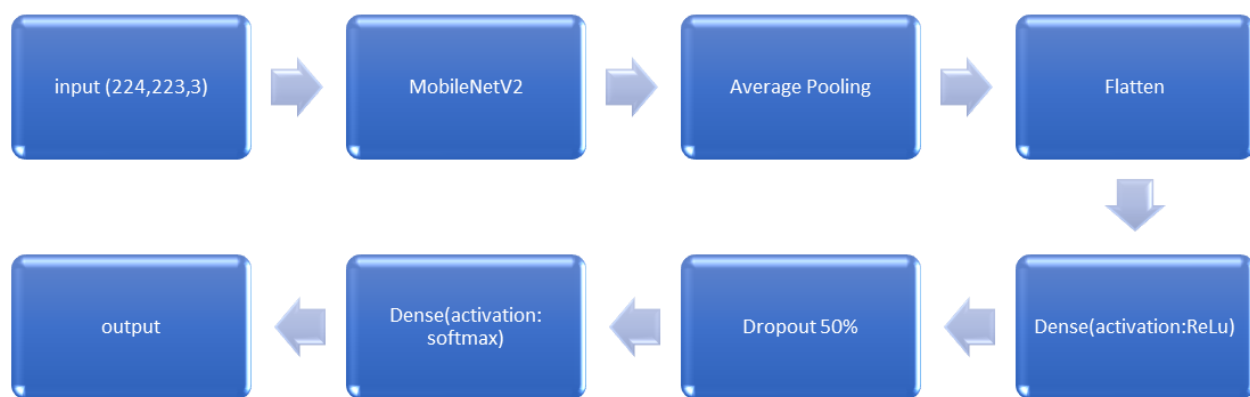 input (224,223,3)
MobileNetV2
Average Pooling
Flatten
Dense(activation:ReLu)
Dropout 50%
Dense(activation:
softmax)
output